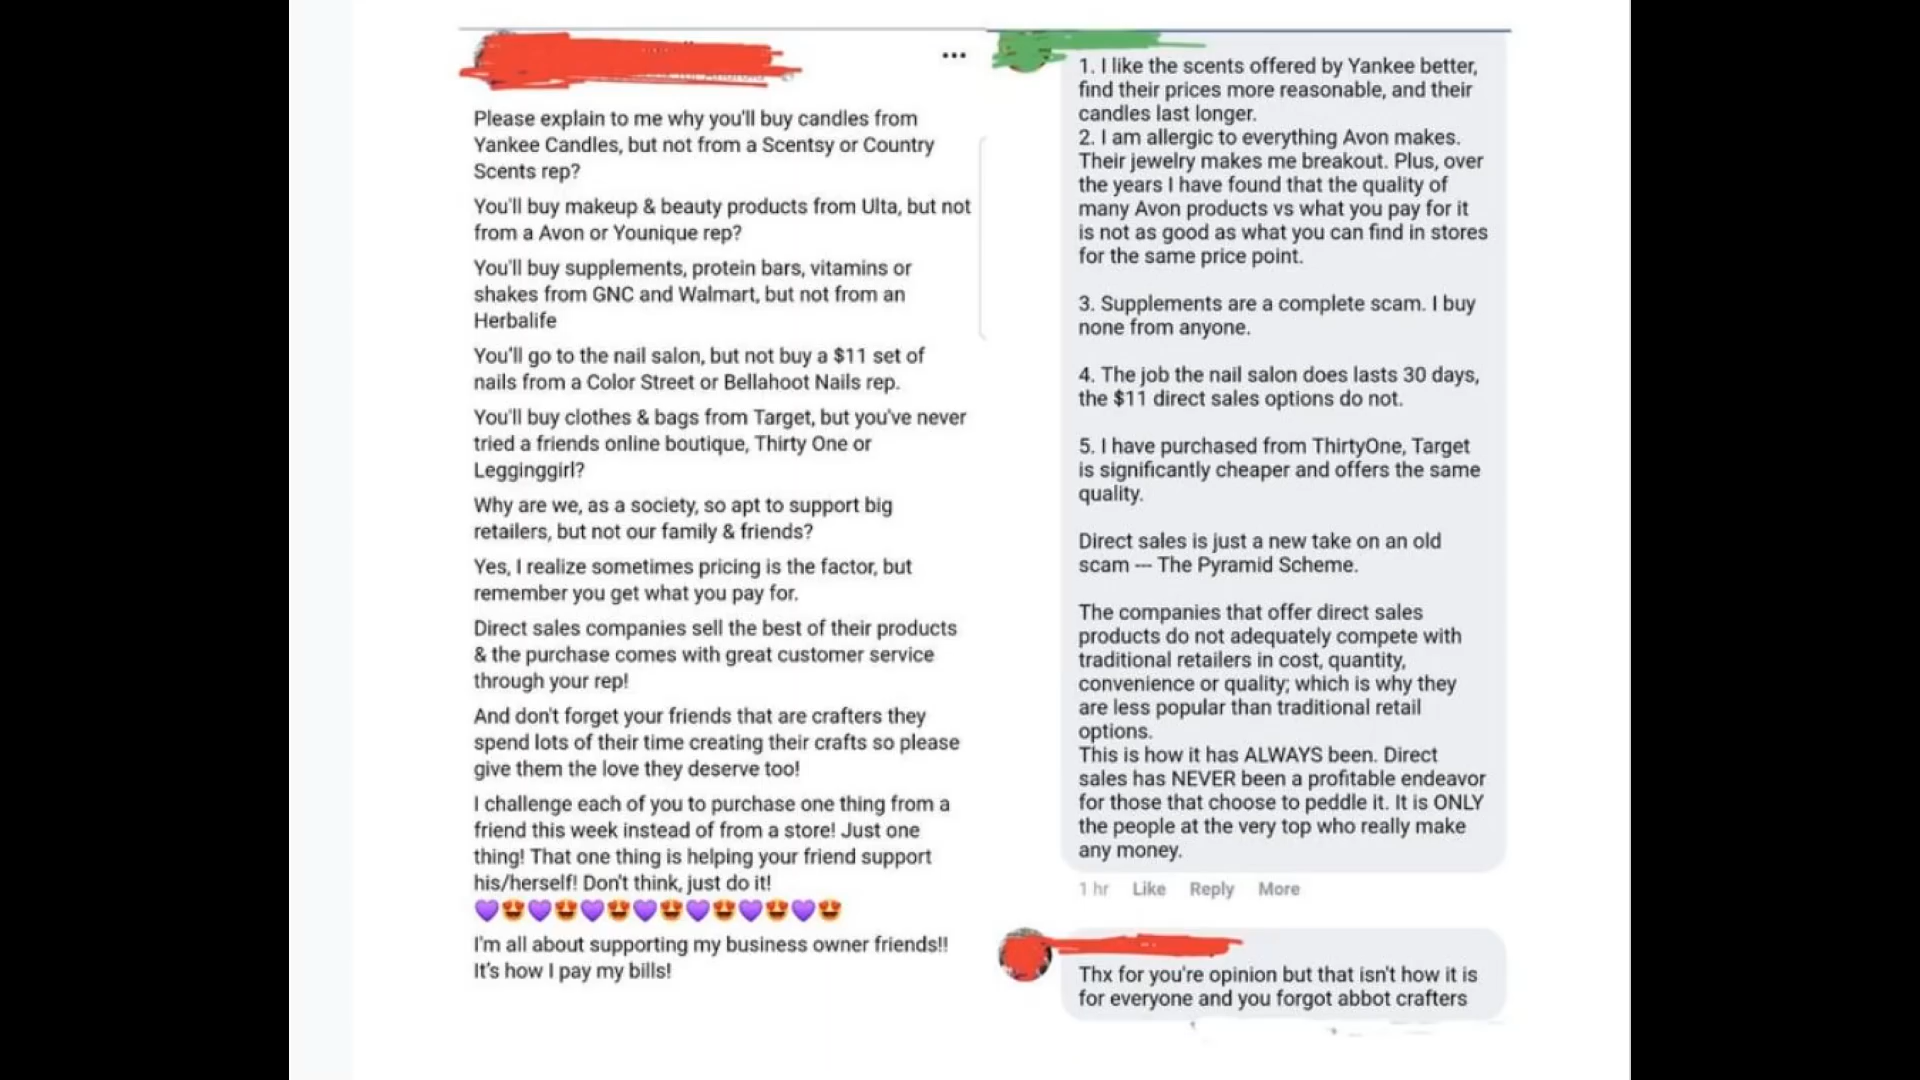 Please explain to me why you'll buy candles from
Yankee Candles, but not from a Scentsy or Country
Scents rep?
You'll buy makeup & beauty products from Ulta, but not
from a Avon or Younique rep?
You'll buy supplements, protein bars, vitamins or
shakes from GNC and Walmart, but not from an
Herbalife
You'll go to the nail salon, but not buy a $11 set of
nails from a Color Street or Bellahoot Nails rep.
You'll buy clothes & bags from Target, but you've never
tried a friends online boutique, Thirty One or
Legginggirl?
Why are we, as a society, so apt to support big
retailers, but not our family & friends?
Yes, I realize sometimes pricing is the factor, but
remember you get what you pay for.
Direct sales companies sell the best of their products
& the purchase comes with great customer service
through your rep!
And don't forget your friends that are crafters they
spend lots of their time creating their crafts so please
give them the love they deserve too!
I challenge each of you to purchase one thing from a
friend this week instead of from a store! Just one
thing! That one thing is helping your friend support
his/herself! Don't think, just do it!
💜😍💜😍💜😍💜😍💜😍💜😍💜😍
I'm all about supporting my business owner friends!!
It's how I pay my bills!
1. I like the scents offered by Yankee better,
find their prices more reasonable, and their
candles last longer.
2. I am allergic to everything Avon makes.
Their jewelry makes me breakout. Plus, over
the years I have found that the quality of
many Avon products vs what you pay for it
is not as good as what you can find in stores
for the same price point.
3. Supplements are a complete scam. I buy
none from anyone.
4. The job the nail salon does lasts 30 days,
the $11 direct sales options do not.
5. I have purchased from ThirtyOne, Target
is significantly cheaper and offers the same
quality.
Direct sales is just a new take on an old
scam --- The Pyramid Scheme.
The companies that offer direct sales
products do not adequately compete with
traditional retailers in cost, quantity,
convenience or quality; which is why they
are less popular than traditional retail
options.
This is how it has ALWAYS been. Direct
sales has NEVER been a profitable endeavor
for those that choose to peddle it. It is ONLY
the people at the very top who really make
any money.
1 hr Like Reply More
Thx for you're opinion but that isn't how it is
for everyone and you forgot abbot crafters